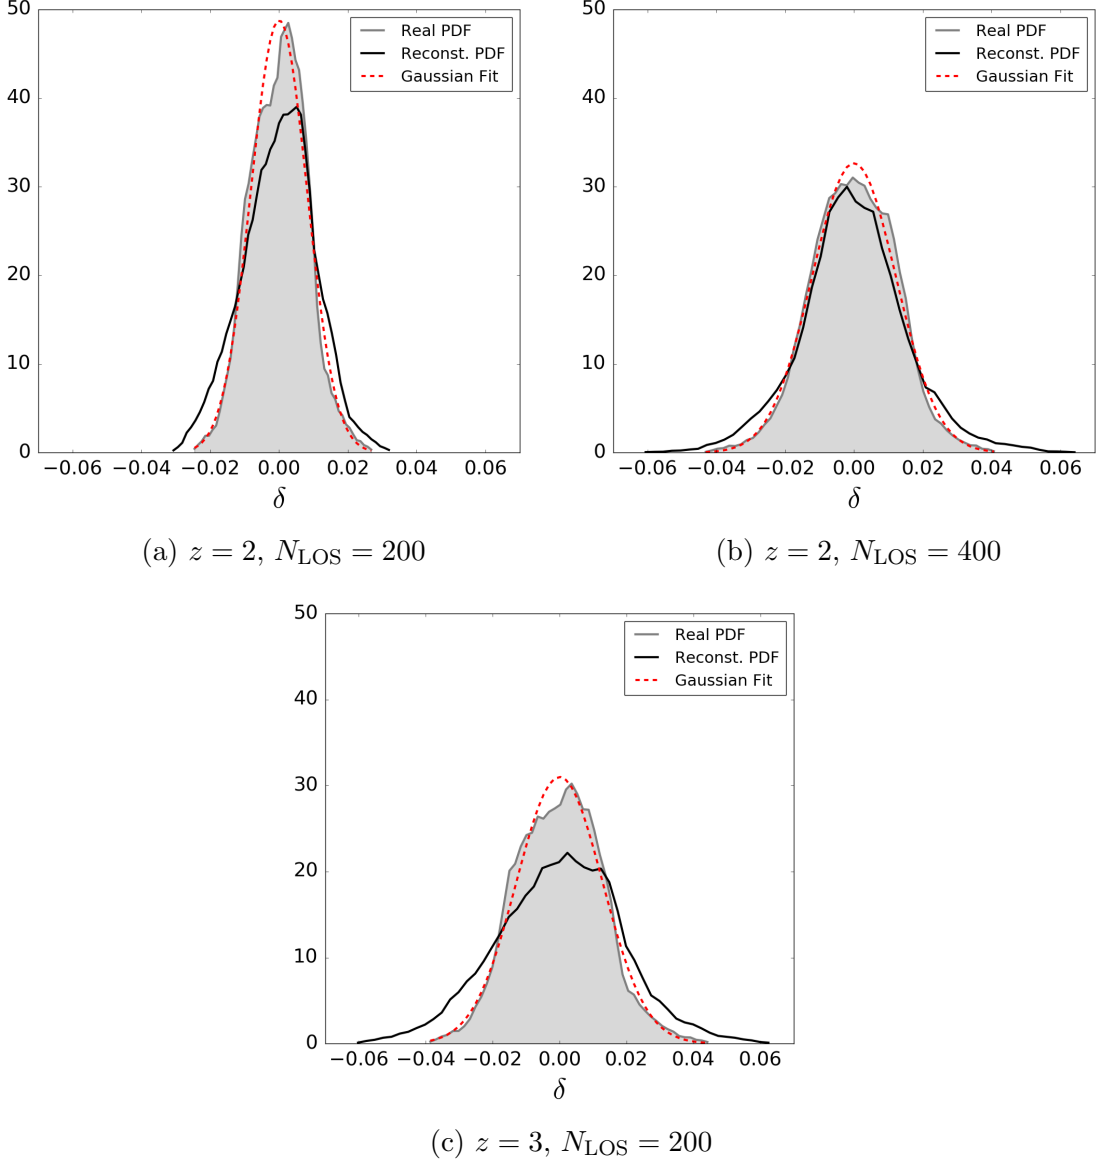 50
40
30
20
10
0
Real PDF
Reconst. PDF
Gaussian Fit
−0.06 −0.04 −0.02 0.00 0.02 0.04 0.06
δ
(a) z = 2, N_LOS = 200
50
40
30
20
10
0
Real PDF
Reconst. PDF
Gaussian Fit
−0.06 −0.04 −0.02 0.00 0.02 0.04 0.06
δ
(b) z = 2, N_LOS = 400
50
40
30
20
10
0
Real PDF
Reconst. PDF
Gaussian Fit
−0.06 −0.04 −0.02 0.00 0.02 0.04 0.06
δ
(c) z = 3, N_LOS = 200